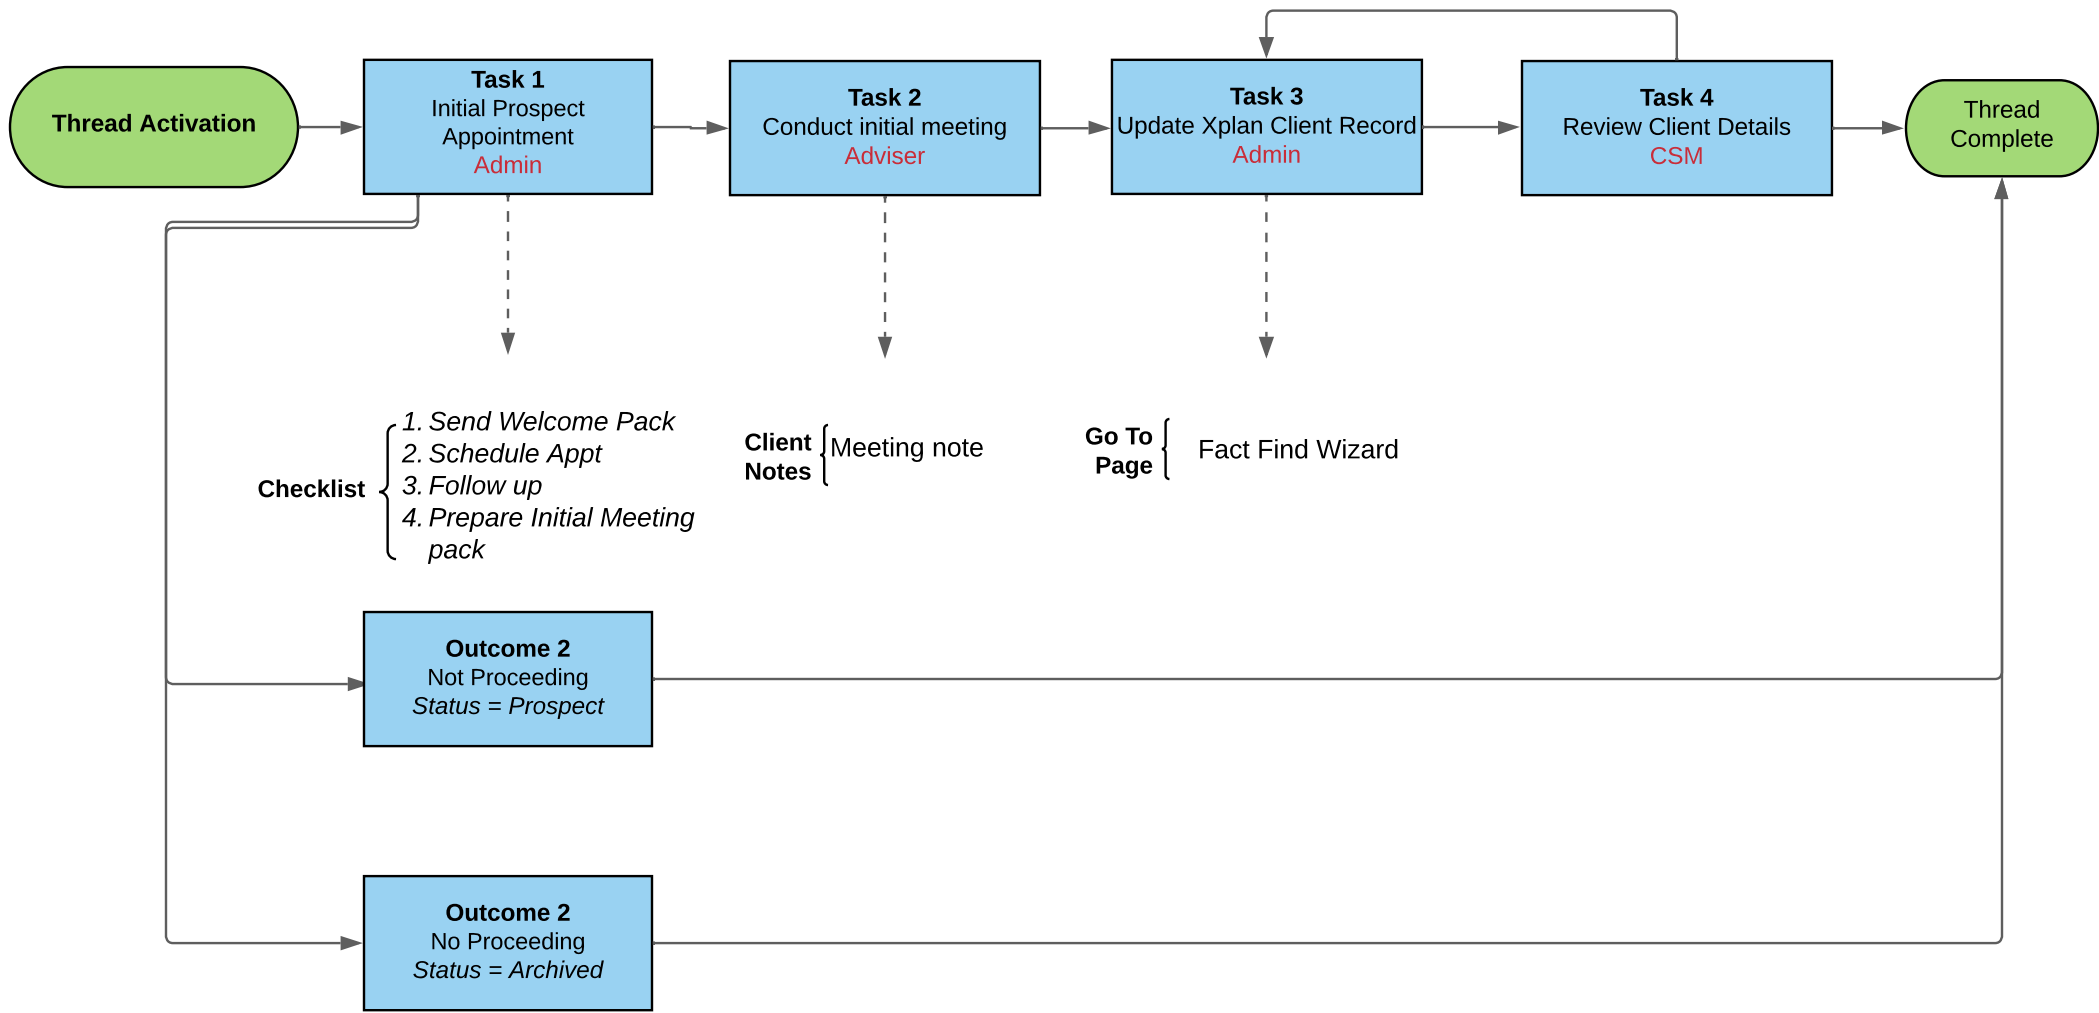 Thread Activation
Task 1
Initial Prospect
Appointment
Admin
Task 2
Conduct initial meeting
Adviser
Task 3
Update Xplan Client Record
Admin
Task 4
Review Client Details
CSM
Thread
Complete
Checklist
1. Send Welcome Pack
2. Schedule Appt
3. Follow up
4. Prepare Initial Meeting
pack
Client
Notes
Meeting note
Go To
Page
Fact Find Wizard
Outcome 2
Not Proceeding
Status = Prospect
Outcome 2
No Proceeding
Status = Archived